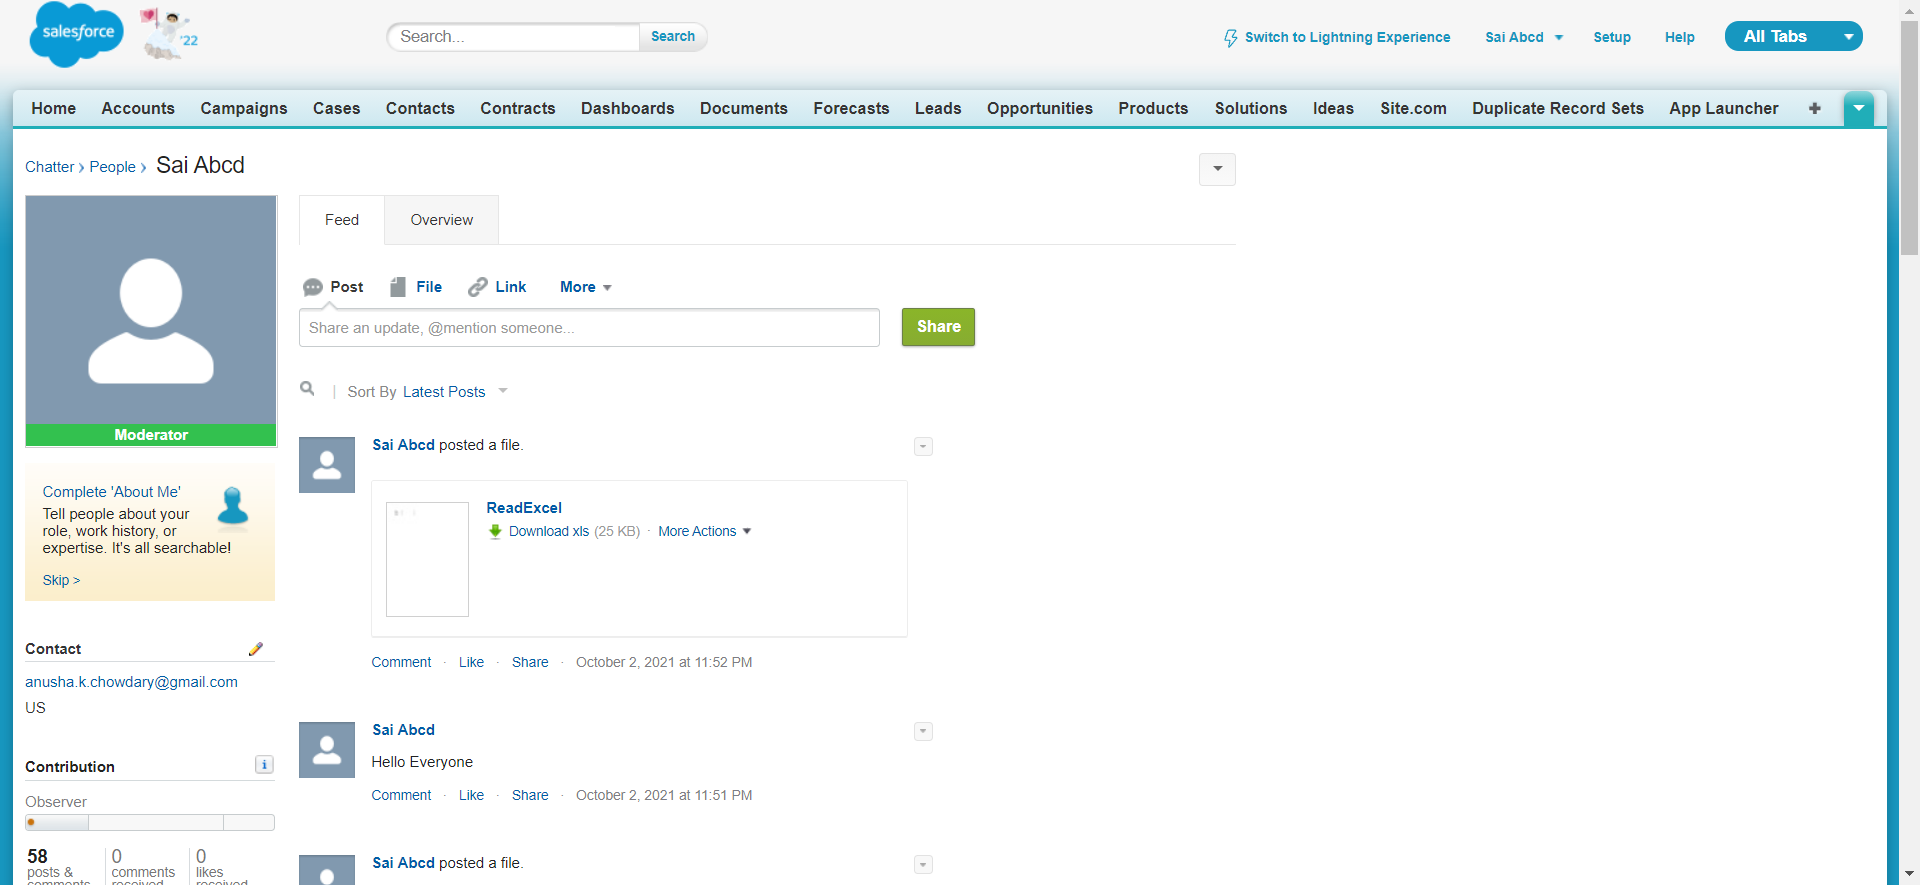 salesforce
'22
Search...
Search
Switch to Lightning Experience
Sai Abcd
Setup
Help
All Tabs
Home
Accounts
Campaigns
Cases
Contacts
Contracts
Dashboards
Documents
Forecasts
Leads
Opportunities
Products
Solutions
Ideas
Site.com
Duplicate Record Sets
App Launcher
Chatter › People › Sai Abcd
Moderator
Complete 'About Me'
Tell people about your
role, work history, or
expertise. It's all searchable!
Skip >
Contact
anusha.k.chowdary@gmail.com
US
Contribution
Observer
58
posts &
comments
0
comments
received
0
likes
received
Feed
Overview
Post
File
Link
More
Share an update, @mention someone...
Share
Sort By Latest Posts
Sai Abcd posted a file.
ReadExcel
Download xls (25 KB) · More Actions
Comment · Like · Share · October 2, 2021 at 11:52 PM
Sai Abcd
Hello Everyone
Comment · Like · Share · October 2, 2021 at 11:51 PM
Sai Abcd posted a file.